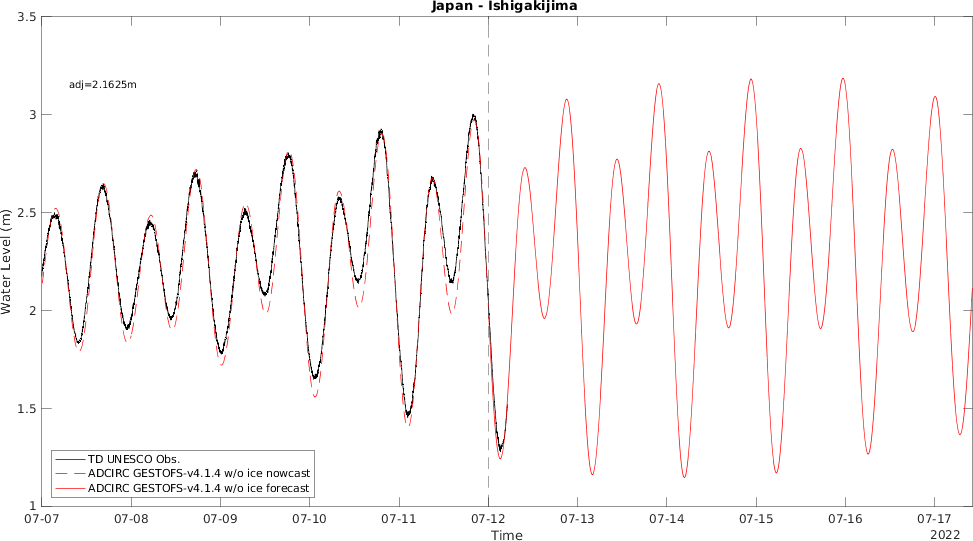 Japan - Ishigakijima
3.5
adj=2.1625m
3
2.5
Water Level (m)
2
1.5
TD UNESCO Obs.
ADCIRC GESTOFS-v4.1.4 w/o ice nowcast
ADCIRC GESTOFS-v4.1.4 w/o ice forecast
1
07-07 07-08 07-09 07-10 07-11 07-12 07-13 07-14 07-15 07-16 07-17
Time
2022